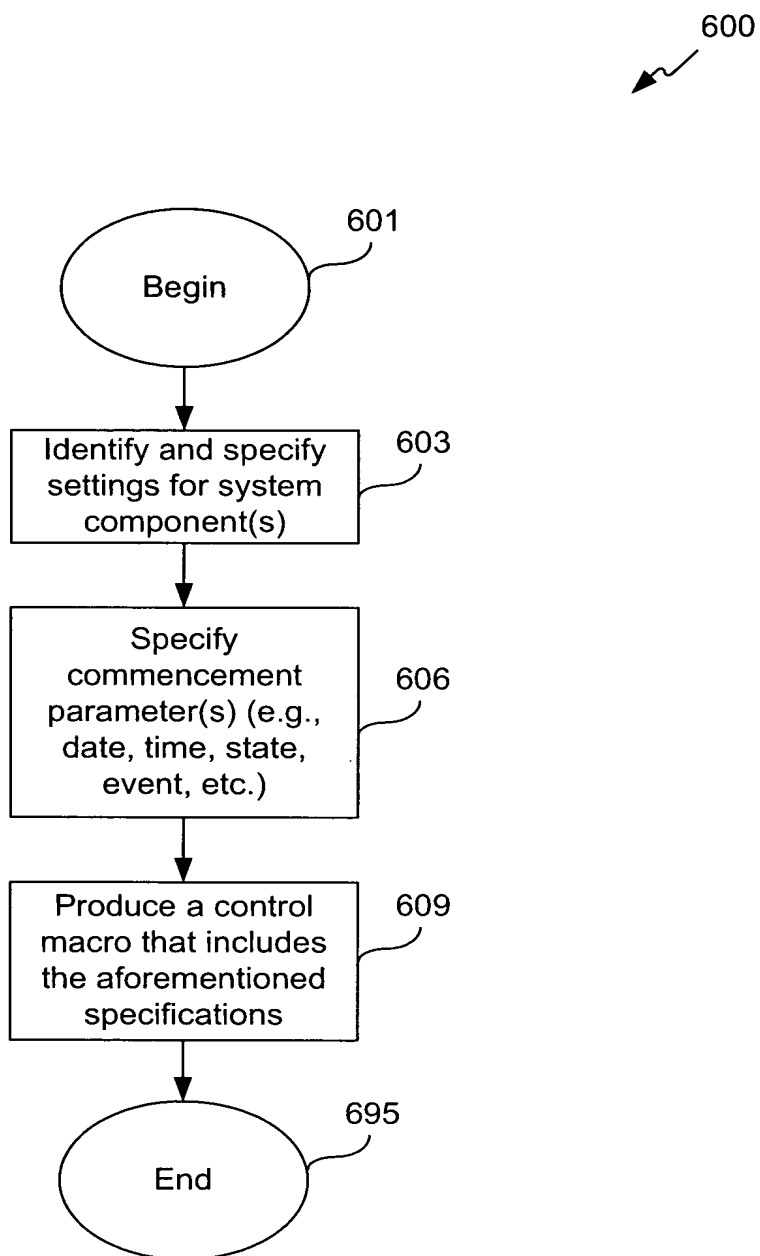 600
601
Begin
Identify and specify
settings for system
component(s)
603
Specify
commencement
parameter(s) (e.g.,
date, time, state,
event, etc.)
606
Produce a control
macro that includes
the aforementioned
specifications
609
695
End